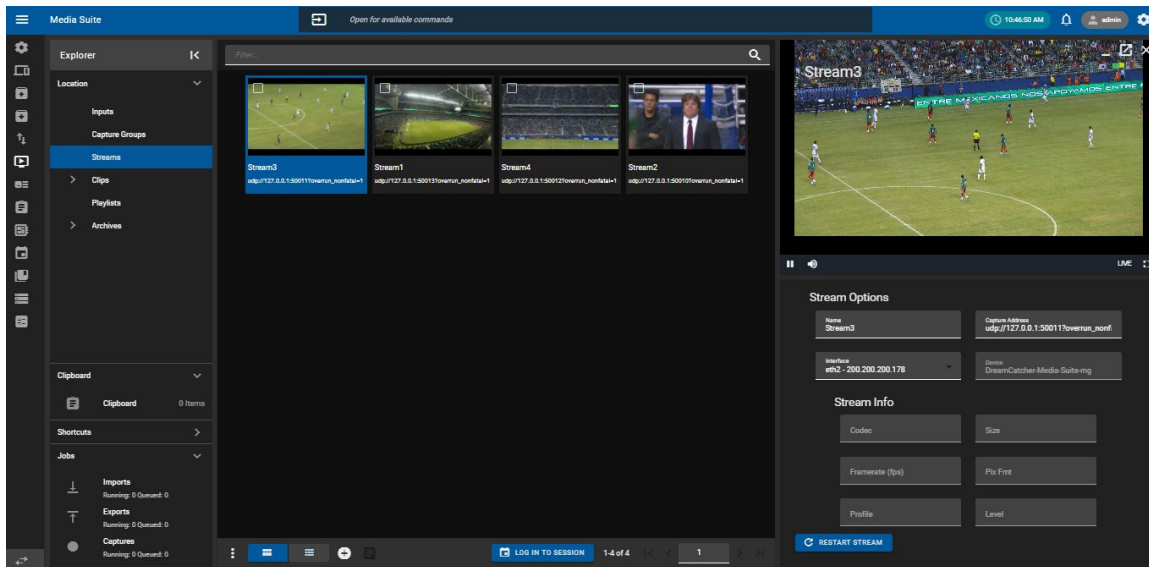 Media Suite
Open for available commands
10:46:50 AM
admin
Explorer
Location
Inputs
Capture Groups
Streams
Clips
Playlists
Archives
Clipboard
Clipboard
0 Items
Shortcuts
Jobs
Imports
Running: 0 Queued: 0
Exports
Running: 0 Queued: 0
Captures
Running: 0 Queued: 0
Filter...
Stream3
udp://127.0.0.1:50011?overrun_nonfatal=1
Stream1
udp://127.0.0.1:50013?overrun_nonfatal=1
Stream4
udp://127.0.0.1:50012?overrun_nonfatal=1
Stream2
udp://127.0.0.1:50010?overrun_nonfatal=1
LOG IN TO SESSION
1-4 of 4
1
Stream3
ENTRE MEXICANOS NOS APOYAMOS ENTRE
LIVE
Stream Options
Name
Stream3
Capture Address
udp://127.0.0.1:50011?overrun_nonf
Interface
eth2 - 200.200.200.178
Device
DreamCatcher-Media-Suite-mg
Stream Info
Codec
Size
Framerate (fps)
Pix Fmt
Profile
Level
RESTART STREAM